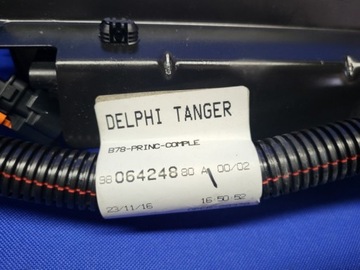 DELPHI TANGER
B78-PRINC-COMPLE
98 064248 80 A 00/02
23/11/16 16:50:52